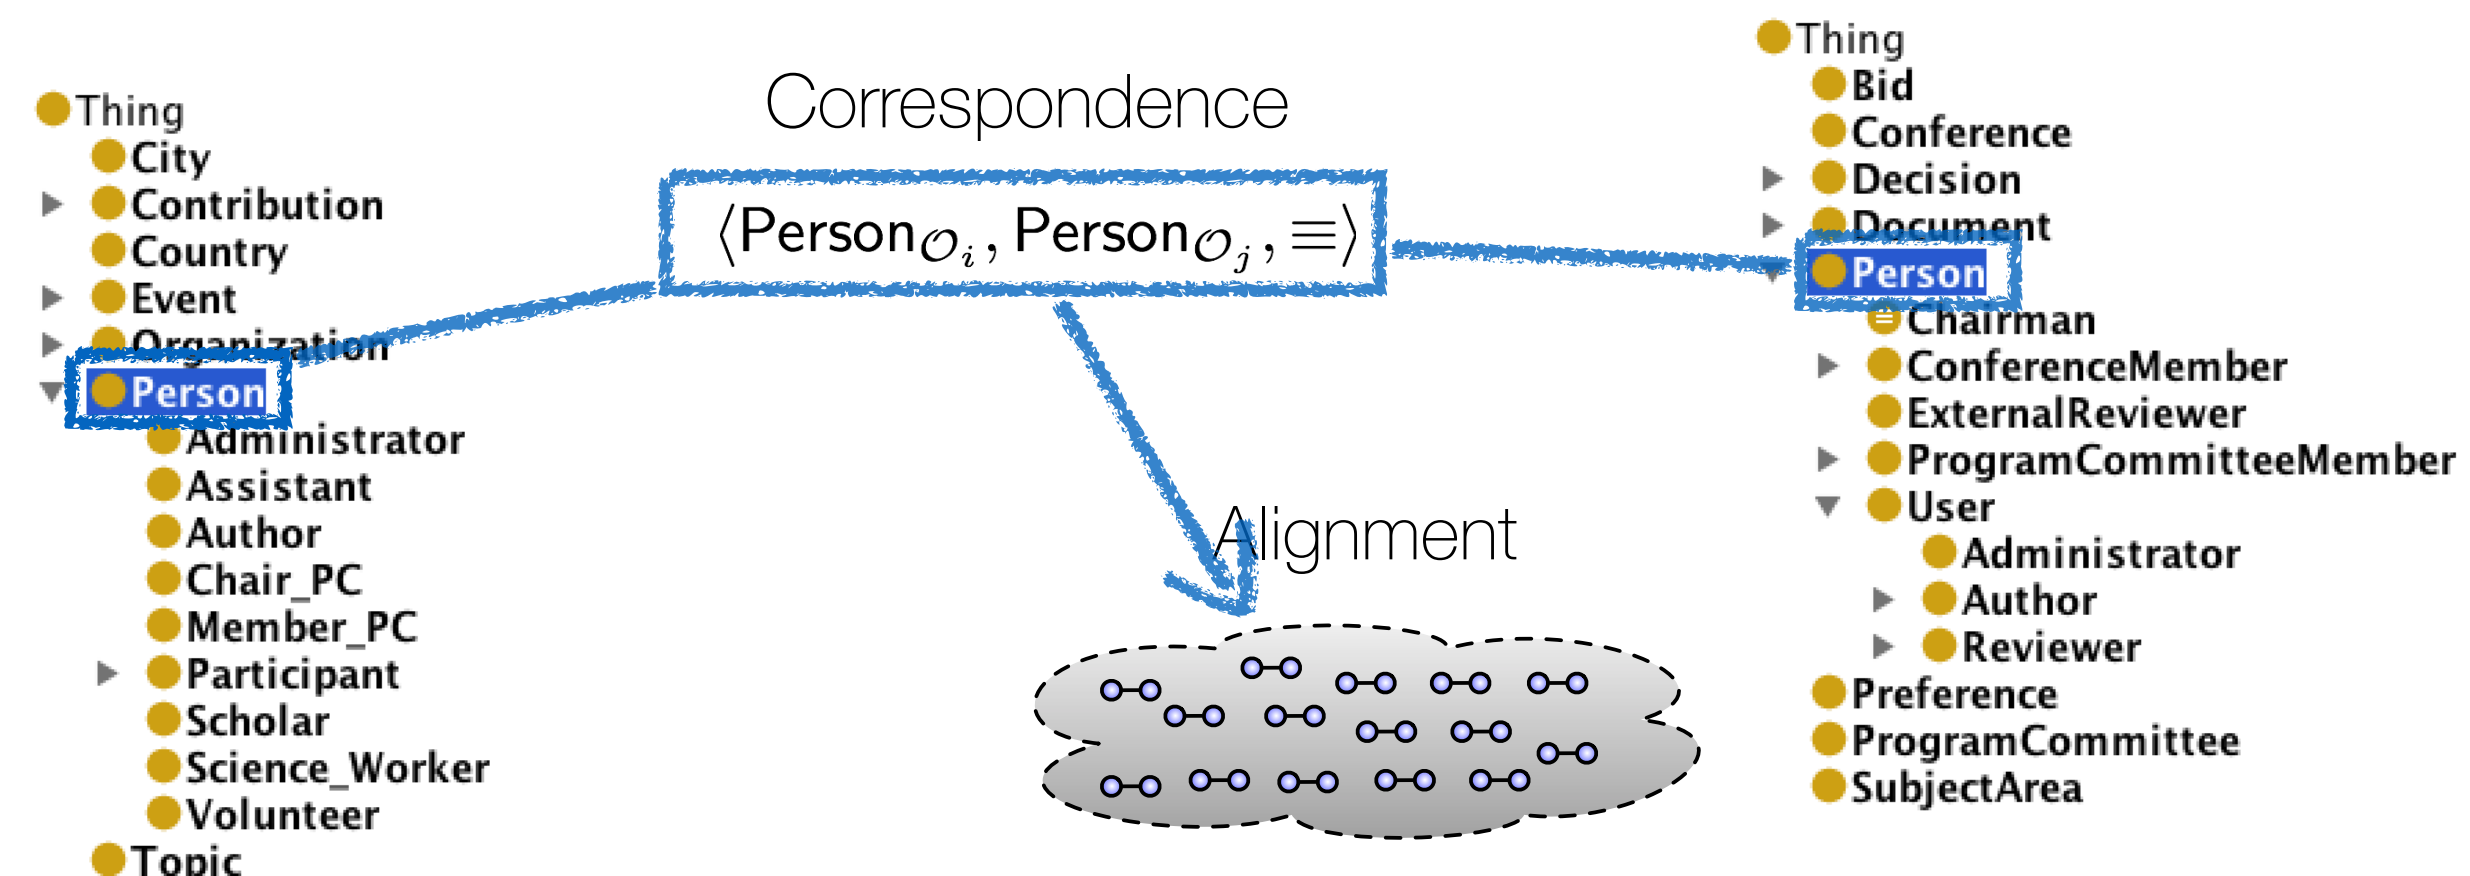 Thing
City
Contribution
Country
Event
Organization
Person
Administrator
Assistant
Author
Chair_PC
Member_PC
Participant
Scholar
Science_Worker
Volunteer
Topic
Correspondence
⟨Person𝒪ᵢ, Person𝒪ⱼ, ≡⟩
Alignment
Thing
Bid
Conference
Decision
Document
Person
Chairman
ConferenceMember
ExternalReviewer
ProgramCommitteeMember
User
Administrator
Author
Reviewer
Preference
ProgramCommittee
SubjectArea